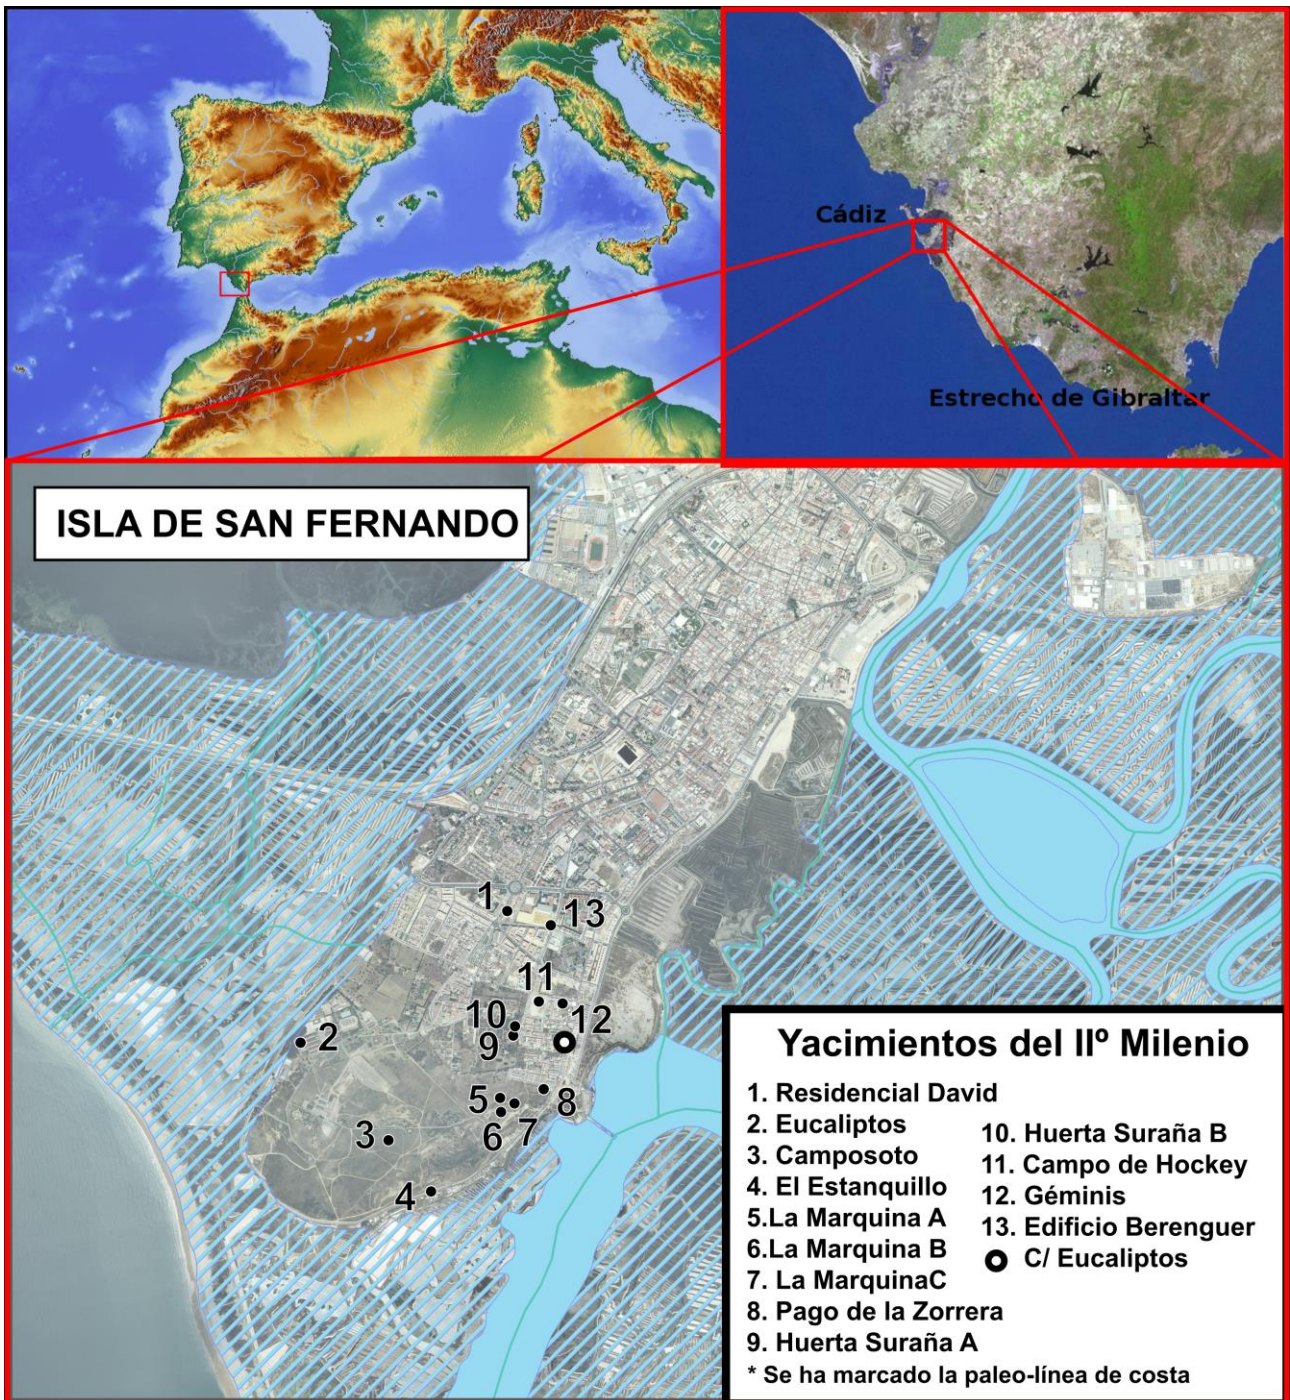 Cádiz
Estrecho de Gibraltar
ISLA DE SAN FERNANDO
1
13
11
10
12
2
9
5
8
6
7
3
4
Yacimientos del IIº Milenio
1. Residencial David
2. Eucaliptos
3. Camposoto
4. El Estanquillo
5.La Marquina A
6.La Marquina B
7. La MarquinaC
8. Pago de la Zorrera
9. Huerta Suraña A
10. Huerta Suraña B
11. Campo de Hockey
12. Géminis
13. Edificio Berenguer
C/ Eucaliptos
* Se ha marcado la paleo-línea de costa